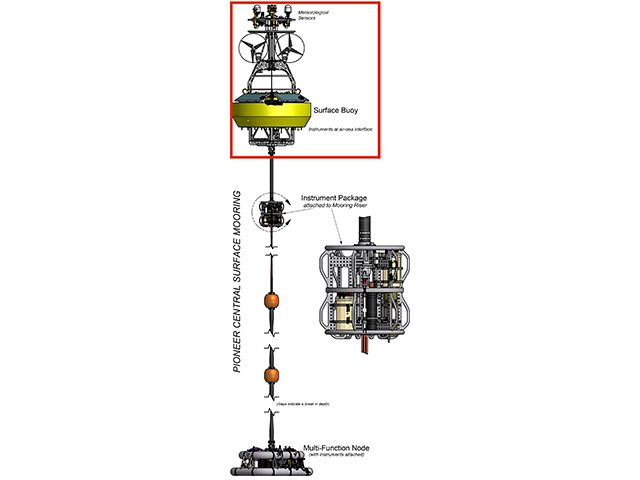 Meteorological
Sensors
Surface Buoy
Instruments at air-sea interface
PIONEER CENTRAL SURFACE MOORING
Instrument Package
attached to Mooring Riser
(Gaps indicate a break in depth)
Multi-Function Node
(with instruments attached)